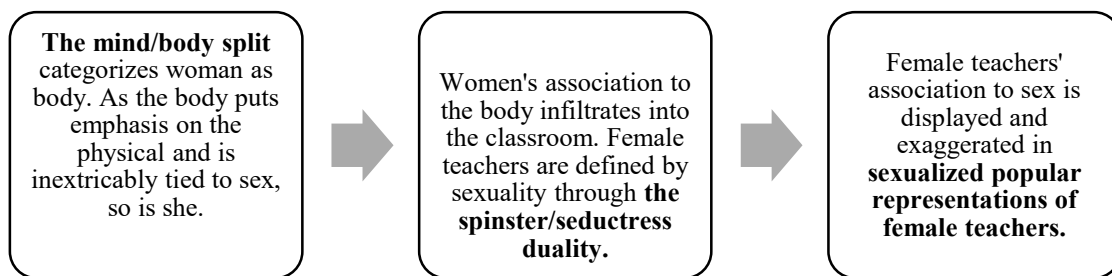 The mind/body split
categorizes woman as
body. As the body puts
emphasis on the
physical and is
inextricably tied to sex,
so is she.
Women's association to
the body infiltrates into
the classroom. Female
teachers are defined by
sexuality through the
spinster/seductress
duality.
Female teachers'
association to sex is
displayed and
exaggerated in
sexualized popular
representations of
female teachers.